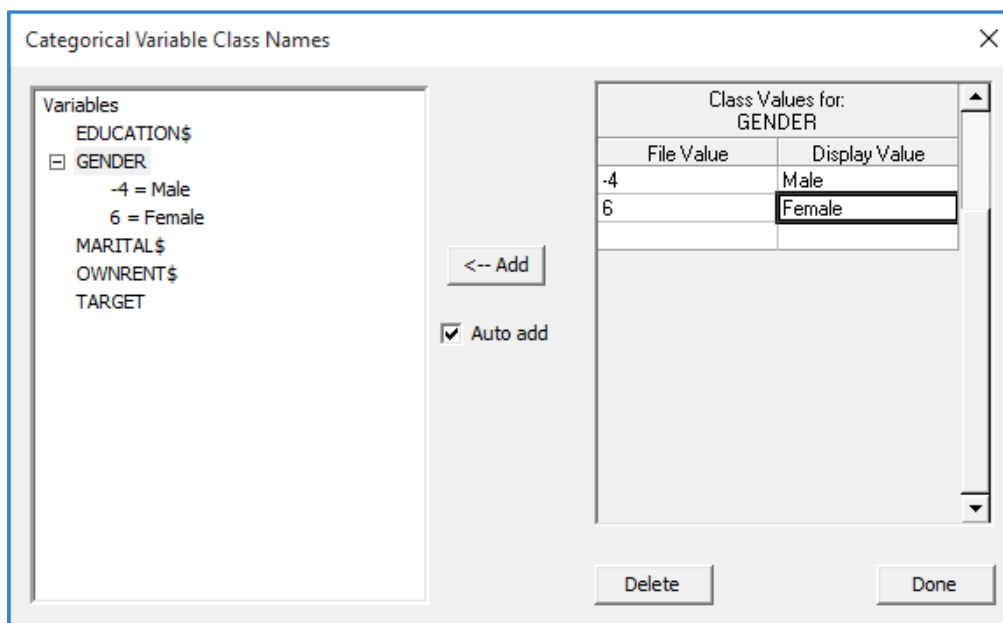 Categorical Variable Class Names
Variables
EDUCATION$
GENDER
-4 = Male
6 = Female
MARITAL$
OWNRENT$
TARGET
<-- Add
Auto add
Class Values for:
GENDER
File Value Display Value
-4 Male
6 Female
Delete Done